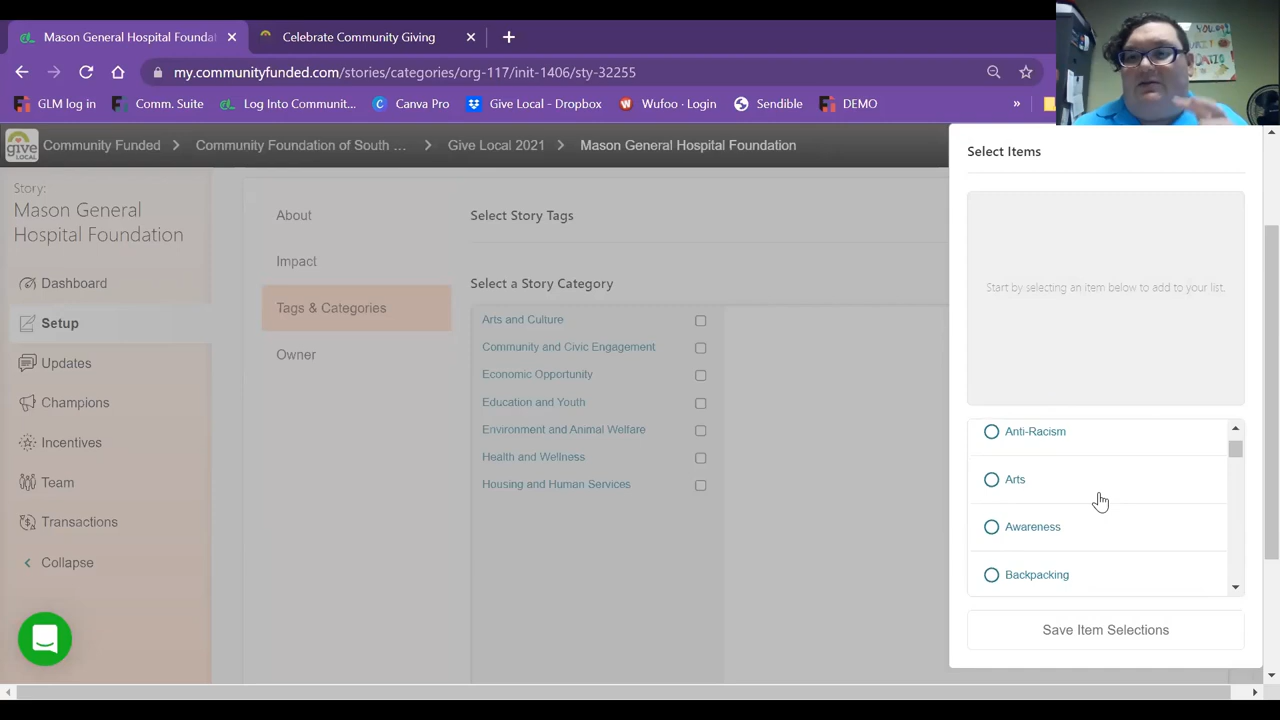 Mason General Hospital Founda
Celebrate Community Giving
my.communityfunded.com/stories/categories/org-117/init-1406/sty-32255
GLM log in
Comm. Suite
Log Into Communit...
Canva Pro
Give Local - Dropbox
Wufoo · Login
Sendible
DEMO
»
give
LOCAL
Community Funded
Community Foundation of South ...
Give Local 2021
Mason General Hospital Foundation
Story:
Mason General
Hospital Foundation
Dashboard
Setup
Updates
Champions
Incentives
Team
Transactions
Collapse
About
Impact
Tags & Categories
Owner
Select Story Tags
Select a Story Category
Arts and Culture
Community and Civic Engagement
Economic Opportunity
Education and Youth
Environment and Animal Welfare
Health and Wellness
Housing and Human Services
Select Items
Start by selecting an item below to add to your list.
Anti-Racism
Arts
Awareness
Backpacking
Save Item Selections